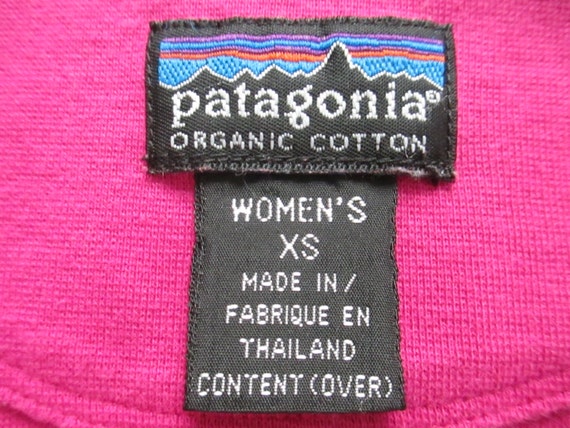 patagonia®
ORGANIC COTTON
WOMEN'S
XS
MADE IN/
FABRIQUE EN
THAILAND
CONTENT (OVER)